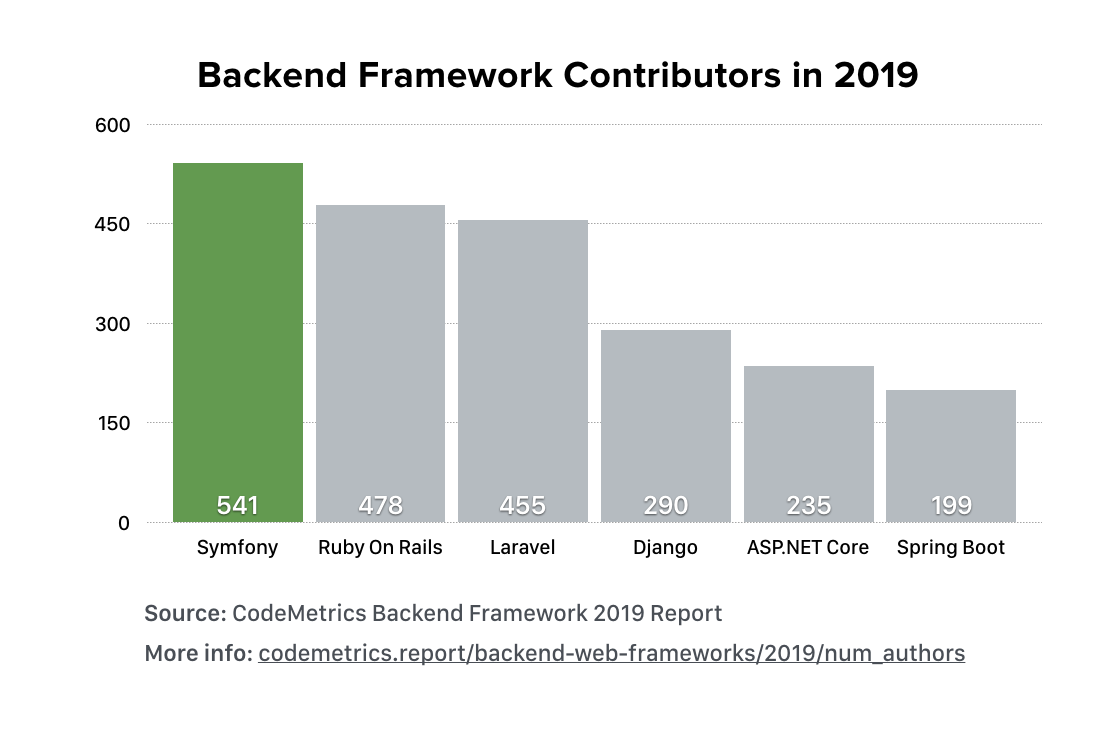 Backend Framework Contributors in 2019
600
450
300
150
0
541 478 455 290 235 199
Symfony Ruby On Rails Laravel Django ASP.NET Core Spring Boot
Source: CodeMetrics Backend Framework 2019 Report
More info: codemetrics.report/backend-web-frameworks/2019/num_authors